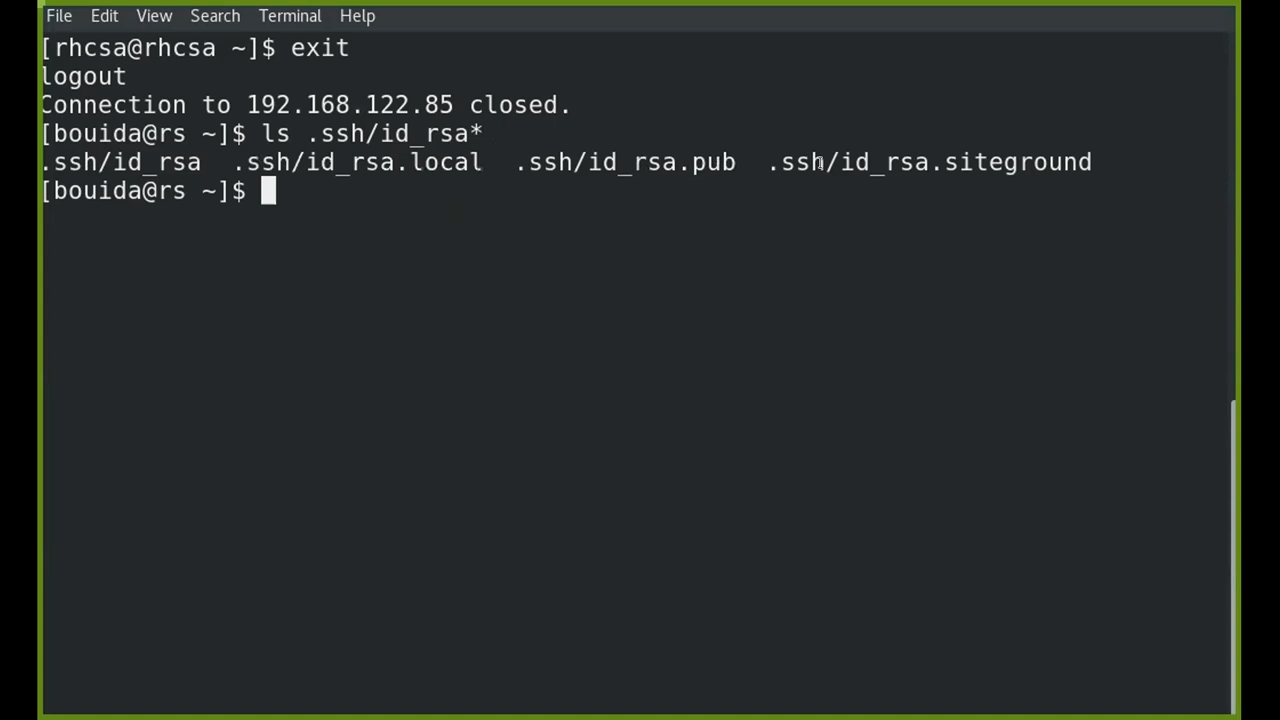 File Edit View Search Terminal Help
[rhcsa@rhcsa ~]$ exit
logout
Connection to 192.168.122.85 closed.
[bouida@rs ~]$ ls .ssh/id_rsa*
.ssh/id_rsa  .ssh/id_rsa.local  .ssh/id_rsa.pub  .ssh/id_rsa.siteground
[bouida@rs ~]$